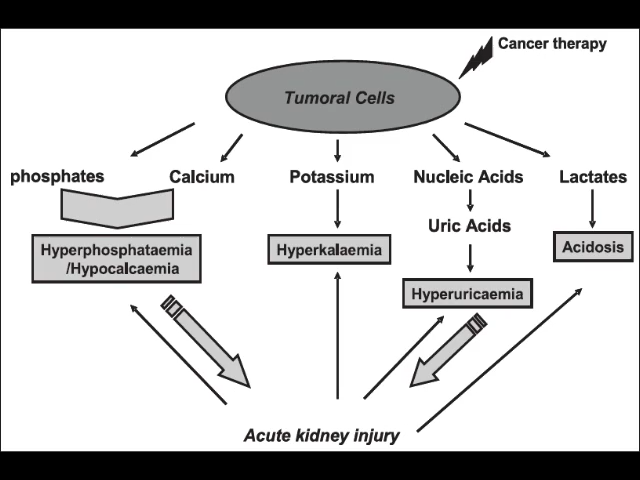 Cancer therapy
Tumoral Cells
phosphates
Calcium
Potassium
Nucleic Acids
Lactates
Uric Acids
Hyperphosphataemia
/Hypocalcaemia
Hyperkalaemia
Acidosis
Hyperuricaemia
Acute kidney injury